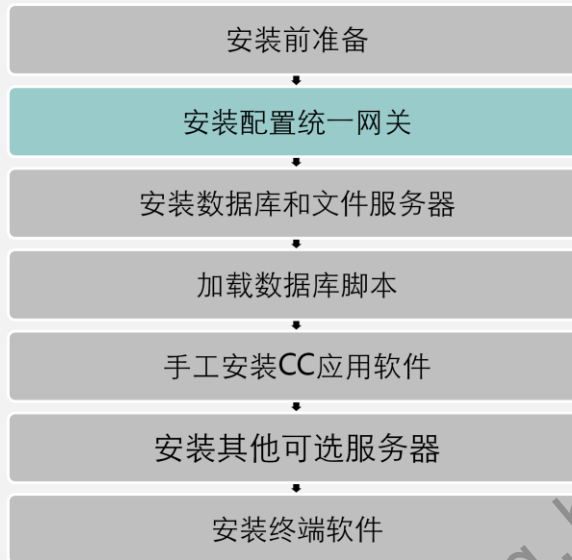 安装前准备
安装配置统一网关
安装数据库和文件服务器
加载数据库脚本
手工安装CC应用软件
安装其他可选服务器
安装终端软件